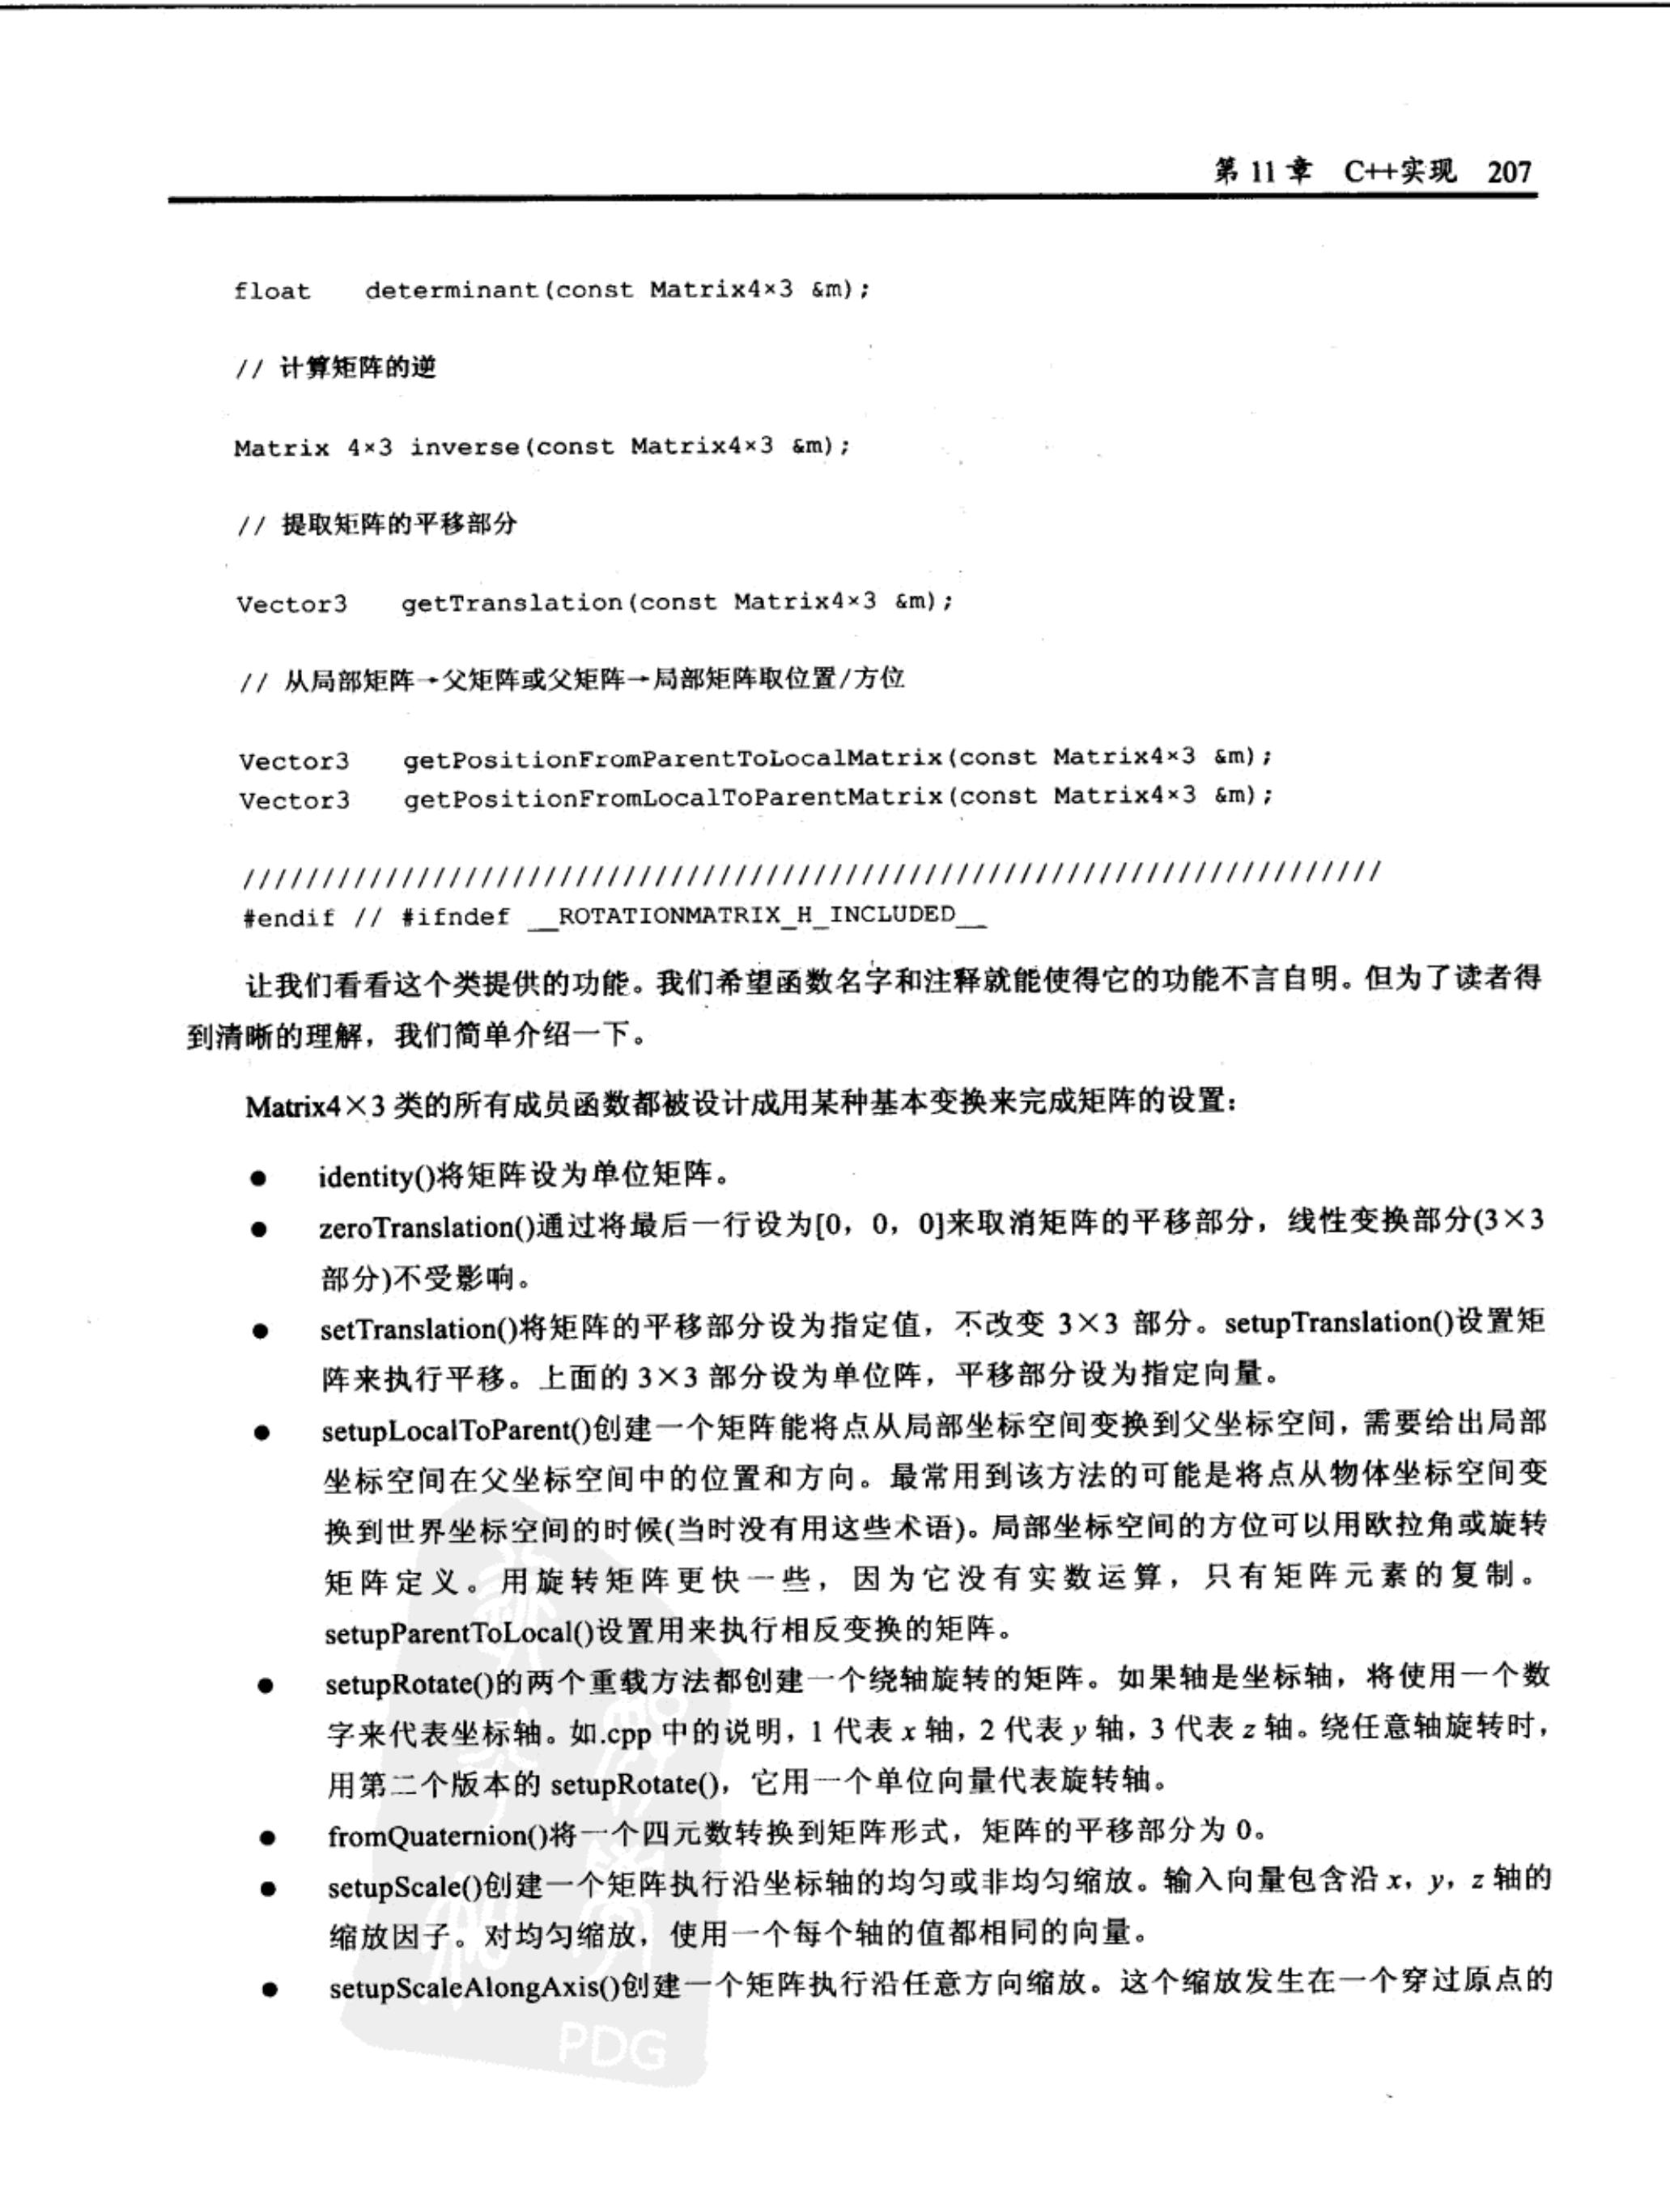 第 11 章 C++实现 207
float determinant(const Matrix4×3 &m);
// 计算矩阵的逆
Matrix 4×3 inverse(const Matrix4×3 &m);
// 提取矩阵的平移部分
Vector3 getTranslation(const Matrix4×3 &m);
// 从局部矩阵→父矩阵或父矩阵→局部矩阵取位置/方位
Vector3 getPositionFromParentToLocalMatrix(const Matrix4×3 &m);
Vector3 getPositionFromLocalToParentMatrix(const Matrix4×3 &m);
////////////////////////////////////////////////////////////////////////
#endif // #ifndef __ROTATIONMATRIX_H_INCLUDED__
让我们看看这个类提供的功能。我们希望函数名字和注释就能使得它的功能不言自明。但为了读者得
到清晰的理解，我们简单介绍一下。
Matrix4×3 类的所有成员函数都被设计成用某种基本变换来完成矩阵的设置：
● identity()将矩阵设为单位矩阵。
● zeroTranslation()通过将最后一行设为[0，0，0]来取消矩阵的平移部分，线性变换部分(3×3
部分)不受影响。
● setTranslation()将矩阵的平移部分设为指定值，不改变 3×3 部分。setupTranslation()设置矩
阵来执行平移。上面的 3×3 部分设为单位阵，平移部分设为指定向量。
● setupLocalToParent()创建一个矩阵能将点从局部坐标空间变换到父坐标空间，需要给出局部
坐标空间在父坐标空间中的位置和方向。最常用到该方法的可能是将点从物体坐标空间变
换到世界坐标空间的时候(当时没有用这些术语)。局部坐标空间的方位可以用欧拉角或旋转
矩阵定义。用旋转矩阵更快一些，因为它没有实数运算，只有矩阵元素的复制。
setupParentToLocal()设置用来执行相反变换的矩阵。
● setupRotate()的两个重载方法都创建一个绕轴旋转的矩阵。如果轴是坐标轴，将使用一个数
字来代表坐标轴。如.cpp 中的说明，1 代表 x 轴，2 代表 y 轴，3 代表 z 轴。绕任意轴旋转时，
用第二个版本的 setupRotate()，它用一个单位向量代表旋转轴。
● fromQuaternion()将一个四元数转换到矩阵形式，矩阵的平移部分为 0。
● setupScale()创建一个矩阵执行沿坐标轴的均匀或非均匀缩放。输入向量包含沿 x，y，z 轴的
缩放因子。对均匀缩放，使用一个每个轴的值都相同的向量。
● setupScaleAlongAxis()创建一个矩阵执行沿任意方向缩放。这个缩放发生在一个穿过原点的
PDG